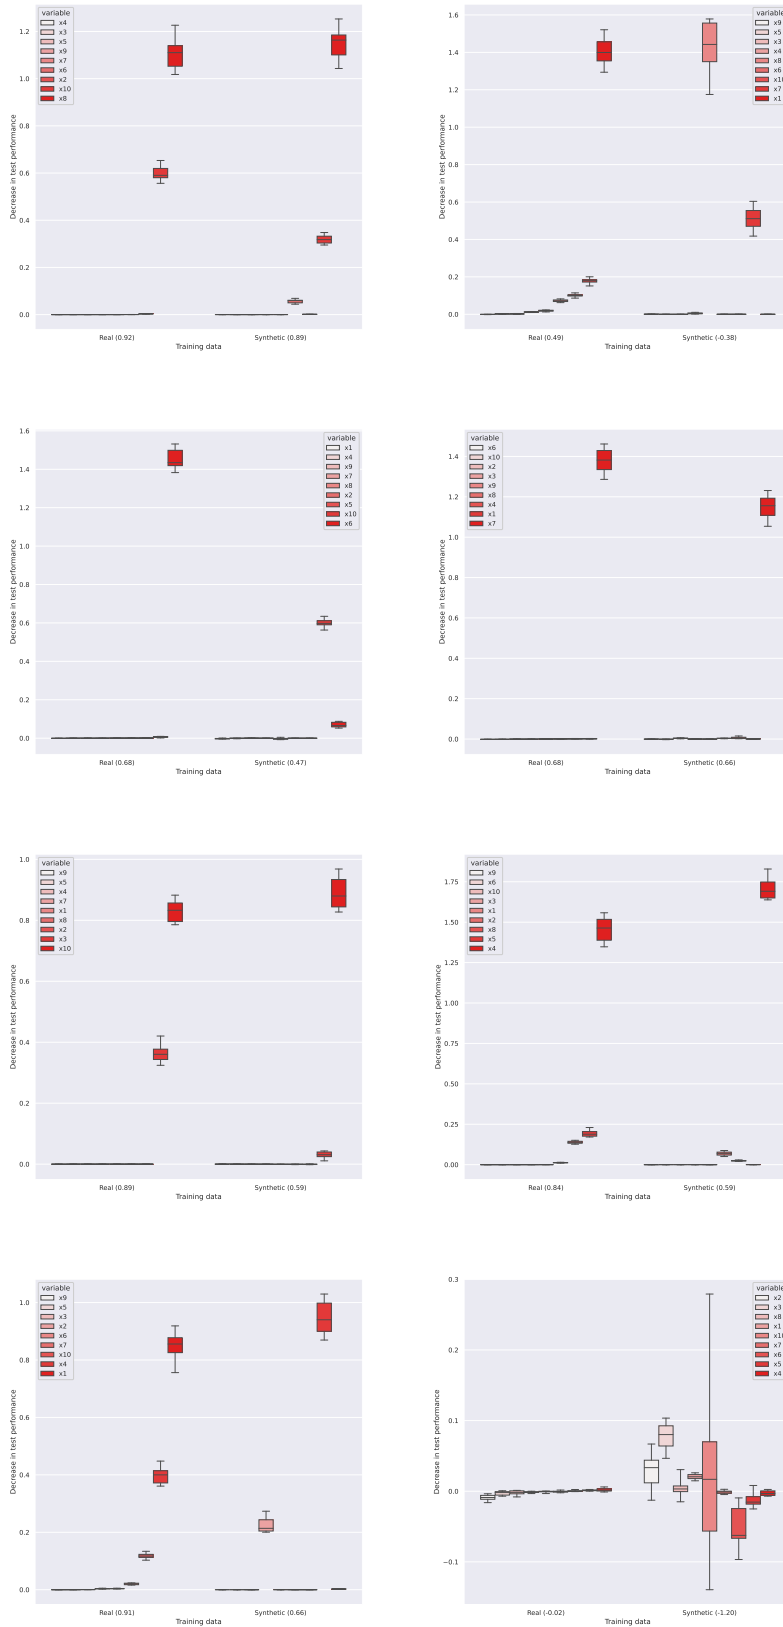 variable
x4
x3
x5
x9
x7
x6
x2
x10
x8
1.2
1.0
0.8
0.6
0.4
0.2
0.0
Decrease in test performance
Real (0.92)
Synthetic (0.89)
Training data
variable
x9
x5
x3
x4
x8
x6
x10
x7
x1
1.6
1.4
1.2
1.0
0.8
0.6
0.4
0.2
0.0
Decrease in test performance
Real (0.49)
Synthetic (-0.38)
Training data
variable
x1
x4
x9
x7
x8
x2
x5
x10
x6
1.6
1.4
1.2
1.0
0.8
0.6
0.4
0.2
0.0
Decrease in test performance
Real (0.68)
Synthetic (0.47)
Training data
variable
x6
x10
x2
x3
x9
x8
x4
x1
x7
1.4
1.2
1.0
0.8
0.6
0.4
0.2
0.0
Decrease in test performance
Real (0.68)
Synthetic (0.66)
Training data
variable
x9
x5
x4
x7
x1
x8
x2
x3
x10
1.0
0.8
0.6
0.4
0.2
0.0
Decrease in test performance
Real (0.89)
Synthetic (0.59)
Training data
variable
x9
x6
x10
x3
x1
x2
x8
x5
x4
1.75
1.50
1.25
1.00
0.75
0.50
0.25
0.00
Decrease in test performance
Real (0.84)
Synthetic (0.59)
Training data
variable
x9
x5
x3
x2
x6
x7
x10
x4
x1
1.0
0.8
0.6
0.4
0.2
0.0
Decrease in test performance
Real (0.91)
Synthetic (0.66)
Training data
variable
x2
x3
x8
x1
x10
x7
x6
x5
x4
0.3
0.2
0.1
0.0
−0.1
Decrease in test performance
Real (-0.02)
Synthetic (-1.20)
Training data